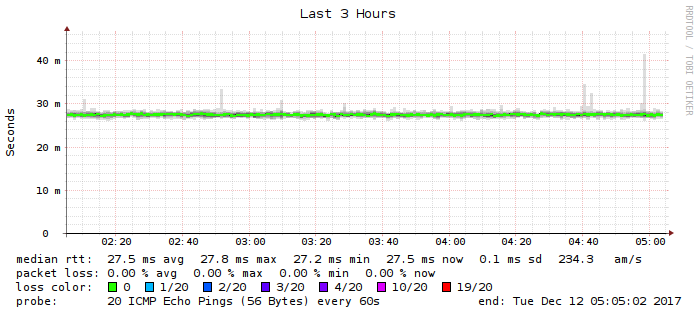 Last 3 Hours
RRDTOOL / TOBI OETIKER
Seconds
40 m
30 m
20 m
10 m
0
02:20 02:40 03:00 03:20 03:40 04:00 04:20 04:40 05:00
median rtt: 27.5 ms avg 27.8 ms max 27.2 ms min 27.5 ms now 0.1 ms sd 234.3 am/s
packet loss: 0.00 % avg 0.00 % max 0.00 % min 0.00 % now
loss color: 0 1/20 2/20 3/20 4/20 10/20 19/20
probe: 20 ICMP Echo Pings (56 Bytes) every 60s end: Tue Dec 12 05:05:02 2017